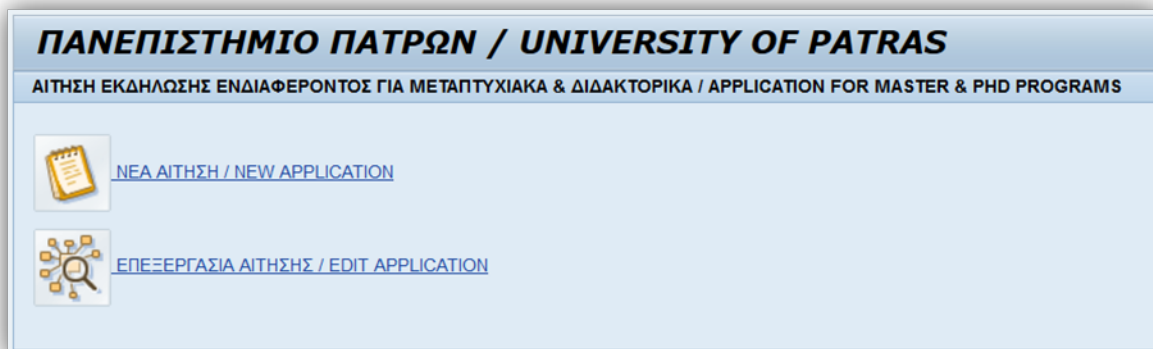 ΠΑΝΕΠΙΣΤΗΜΙΟ ΠΑΤΡΩΝ / UNIVERSITY OF PATRAS
ΑΙΤΗΣΗ ΕΚΔΗΛΩΣΗΣ ΕΝΔΙΑΦΕΡΟΝΤΟΣ ΓΙΑ ΜΕΤΑΠΤΥΧΙΑΚΑ & ΔΙΔΑΚΤΟΡΙΚΑ / APPLICATION FOR MASTER & PHD PROGRAMS
ΝΕΑ ΑΙΤΗΣΗ / NEW APPLICATION
ΕΠΕΞΕΡΓΑΣΙΑ ΑΙΤΗΣΗΣ / EDIT APPLICATION